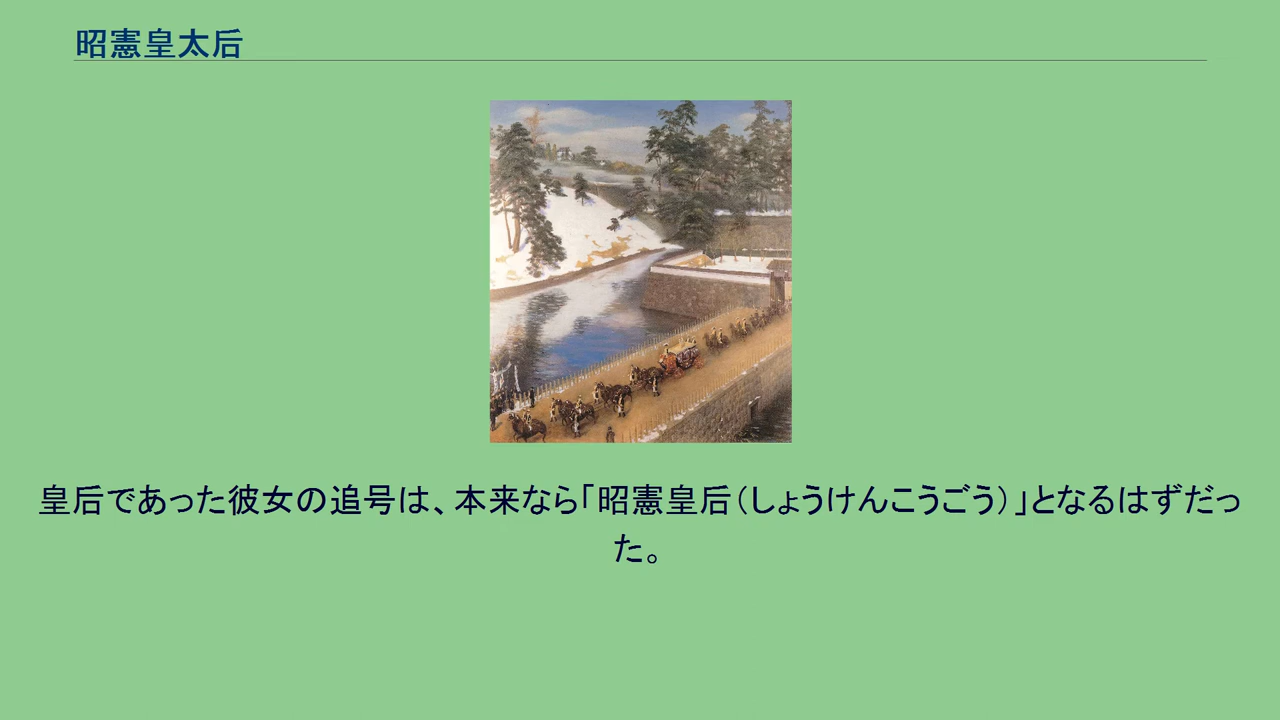 昭憲皇太后
皇后であった彼女の追号は、本来なら「昭憲皇后（しょうけんこうごう）」となるはずだっ
た。